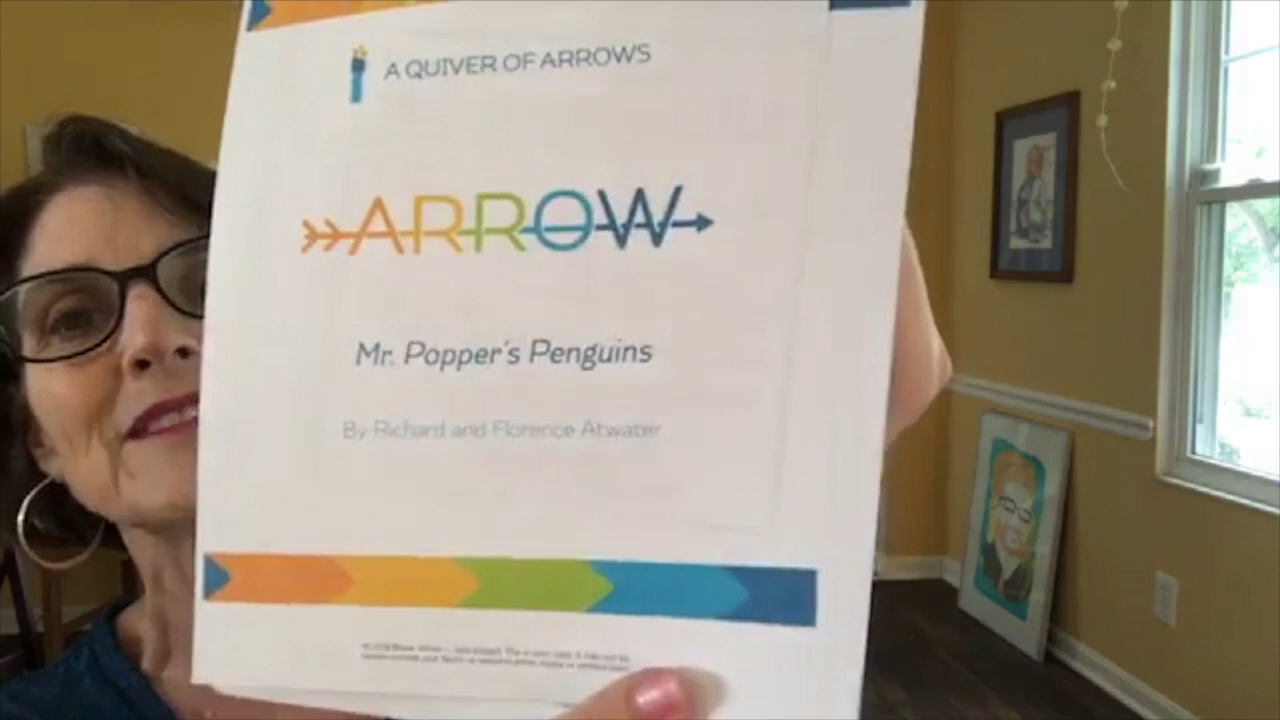 A QUIVER OF ARROWS
ARROW
Mr. Popper's Penguins
By Richard and Florence Atwater